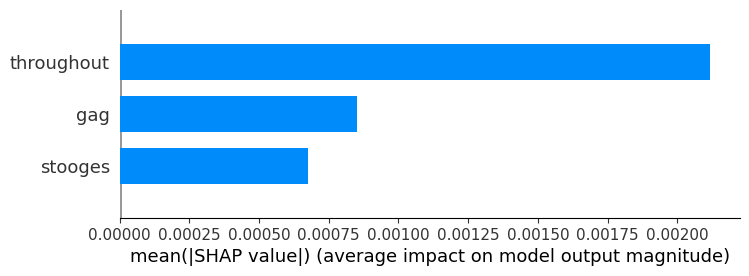 throughout
gag
stooges
0.00000 0.00025 0.00050 0.00075 0.00100 0.00125 0.00150 0.00175 0.00200
mean(|SHAP value|) (average impact on model output magnitude)